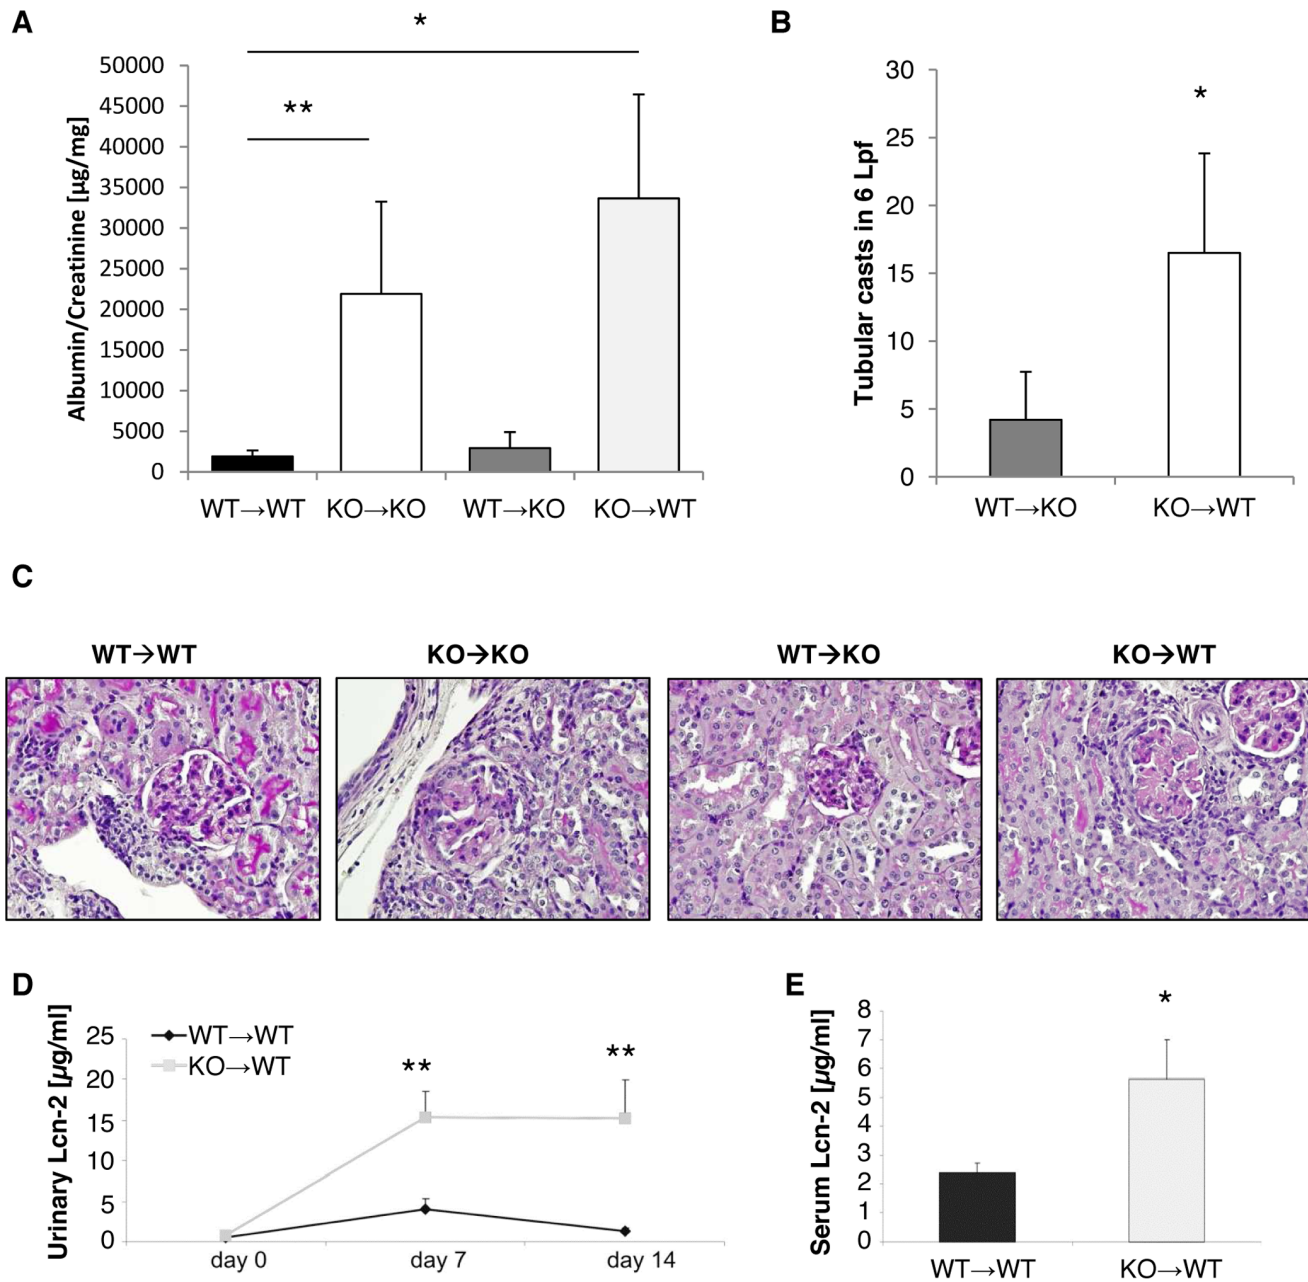 A
*
**
Albumin/Creatinine [µg/mg]
50000
45000
40000
35000
30000
25000
20000
15000
10000
5000
0
WT→WT KO→KO WT→KO KO→WT
B
*
Tubular casts in 6 Lpf
30
25
20
15
10
5
0
WT→KO KO→WT
C
WT→WT KO→KO WT→KO KO→WT
D
Urinary Lcn-2 [µg/ml]
25
20
15
10
5
0
WT→WT
KO→WT
** **
day 0 day 7 day 14
E
*
Serum Lcn-2 [µg/ml]
8
7
6
5
4
3
2
1
0
WT→WT KO→WT